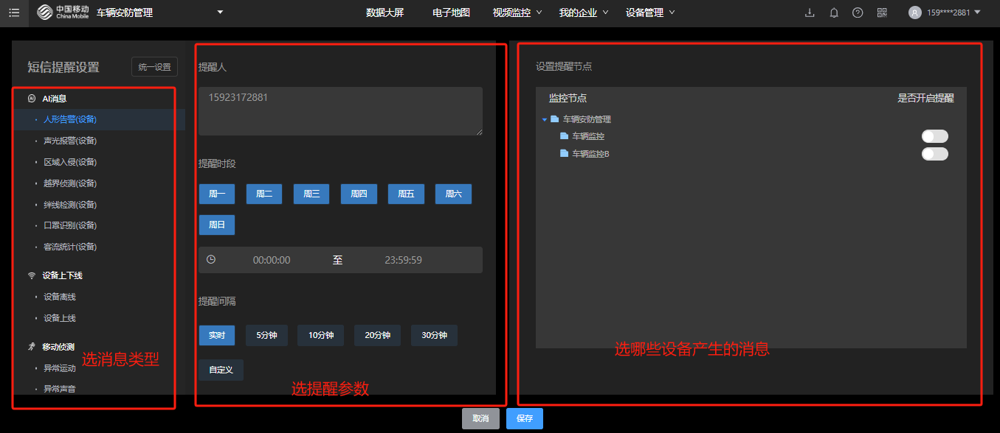 中国移动
China Mobile
车辆安防管理
数据大屏
电子地图
视频监控
我的企业
设备管理
159****2881
短信提醒设置
统一设置
AI消息
人形告警(设备)
声光报警(设备)
区域入侵(设备)
越界侦测(设备)
绊线检测(设备)
口罩识别(设备)
客流统计(设备)
设备上下线
设备离线
设备上线
移动侦测
异常运动
异常声音
选消息类型
提醒人
15923172881
提醒时段
周一 周二 周三 周四 周五 周六
周日
00:00:00 至 23:59:59
提醒间隔
实时 5分钟 10分钟 20分钟 30分钟
自定义
选提醒参数
设置提醒节点
监控节点 是否开启提醒
车辆安防管理
车辆监控
车辆监控B
选哪些设备产生的消息
取消 保存